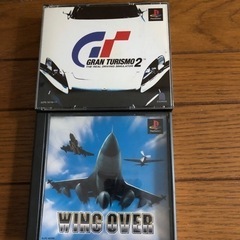 GT
GRAN TURISMO 2
THE REAL DRIVING SIMULATOR
WING OVER